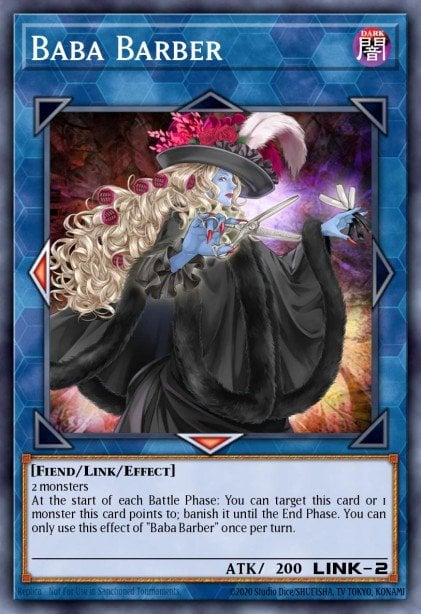 BABA BARBER
DARK
闇
[FIEND/LINK/EFFECT]
2 monsters
At the start of each Battle Phase: You can target this card or 1
monster this card points to; banish it until the End Phase. You can
only use this effect of "Baba Barber" once per turn.
ATK/ 200 LINK-2
Replica - Not For Use in Sanctioned Tournaments ©2020 Studio Dice/SHUEISHA, TV TOKYO, KONAMI